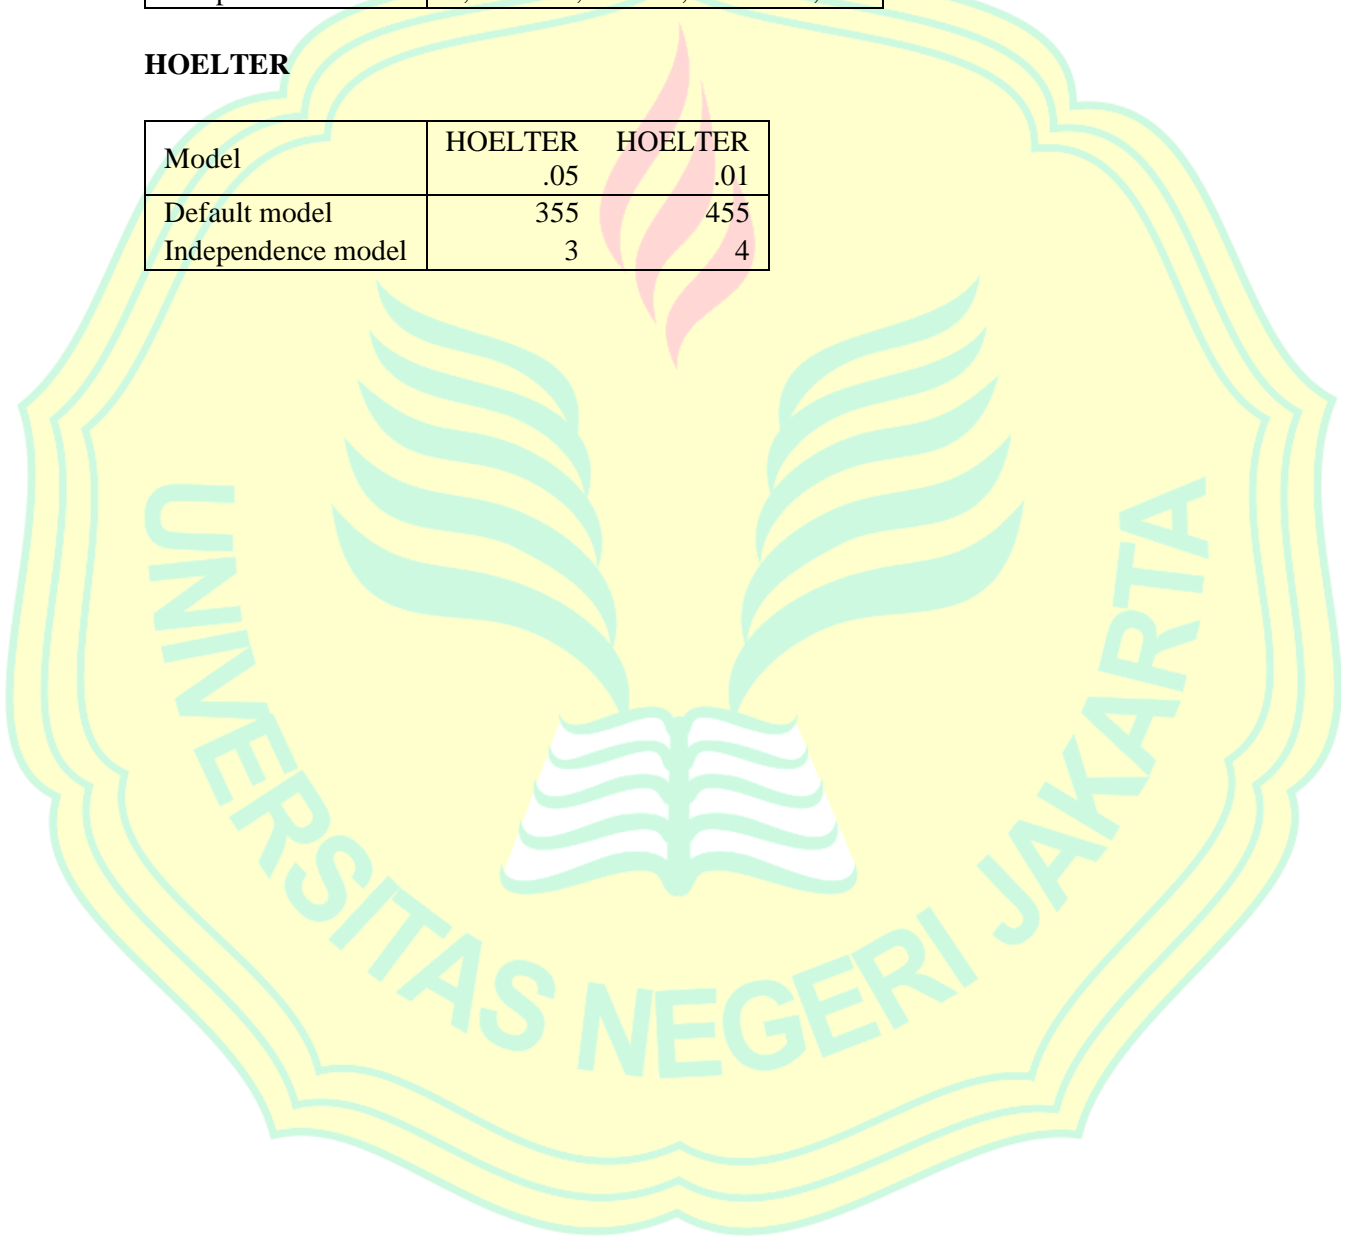 HOELTER
Model HOELTER HOELTER
.05 .01
Default model 355 455
Independence model 3 4
UNIVERSITAS NEGERI JAKARTA